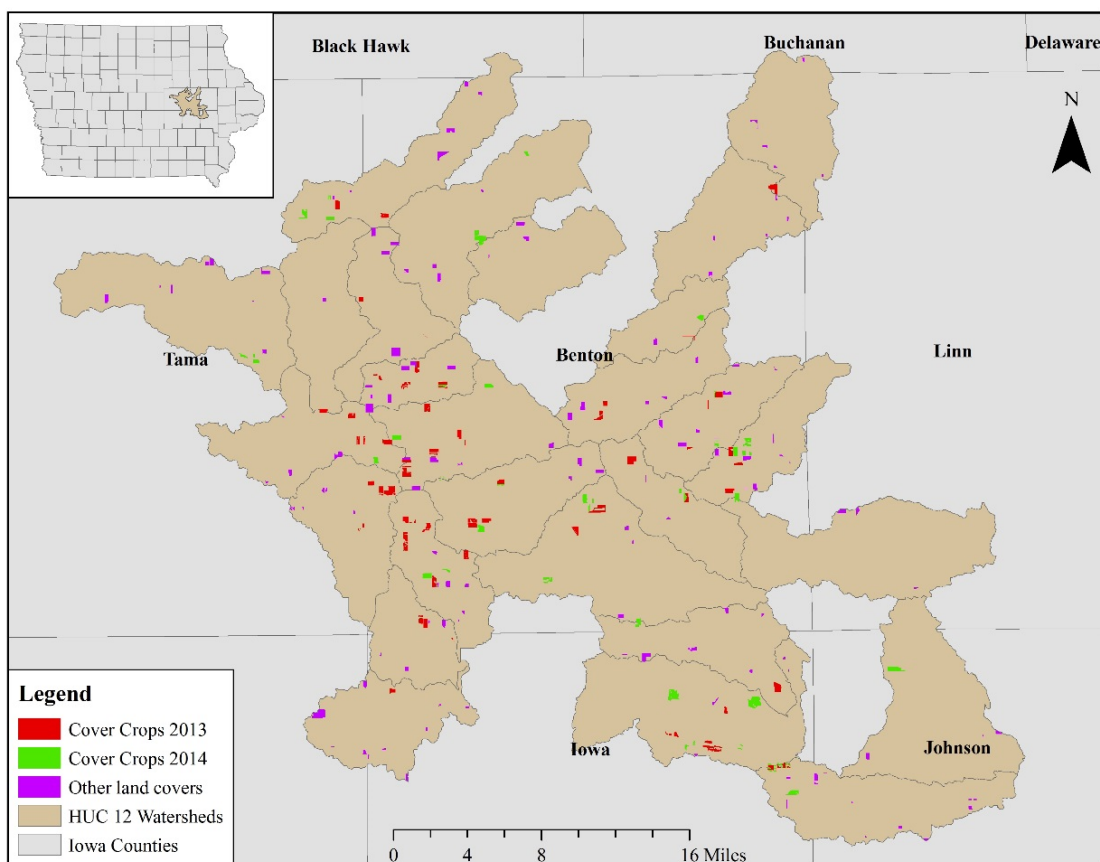 Black Hawk
Buchanan
Delaware
N
Tama
Benton
Linn
Legend
Cover Crops 2013
Cover Crops 2014
Other land covers
HUC 12 Watersheds
Iowa Counties
Iowa
Johnson
0 4 8 16 Miles